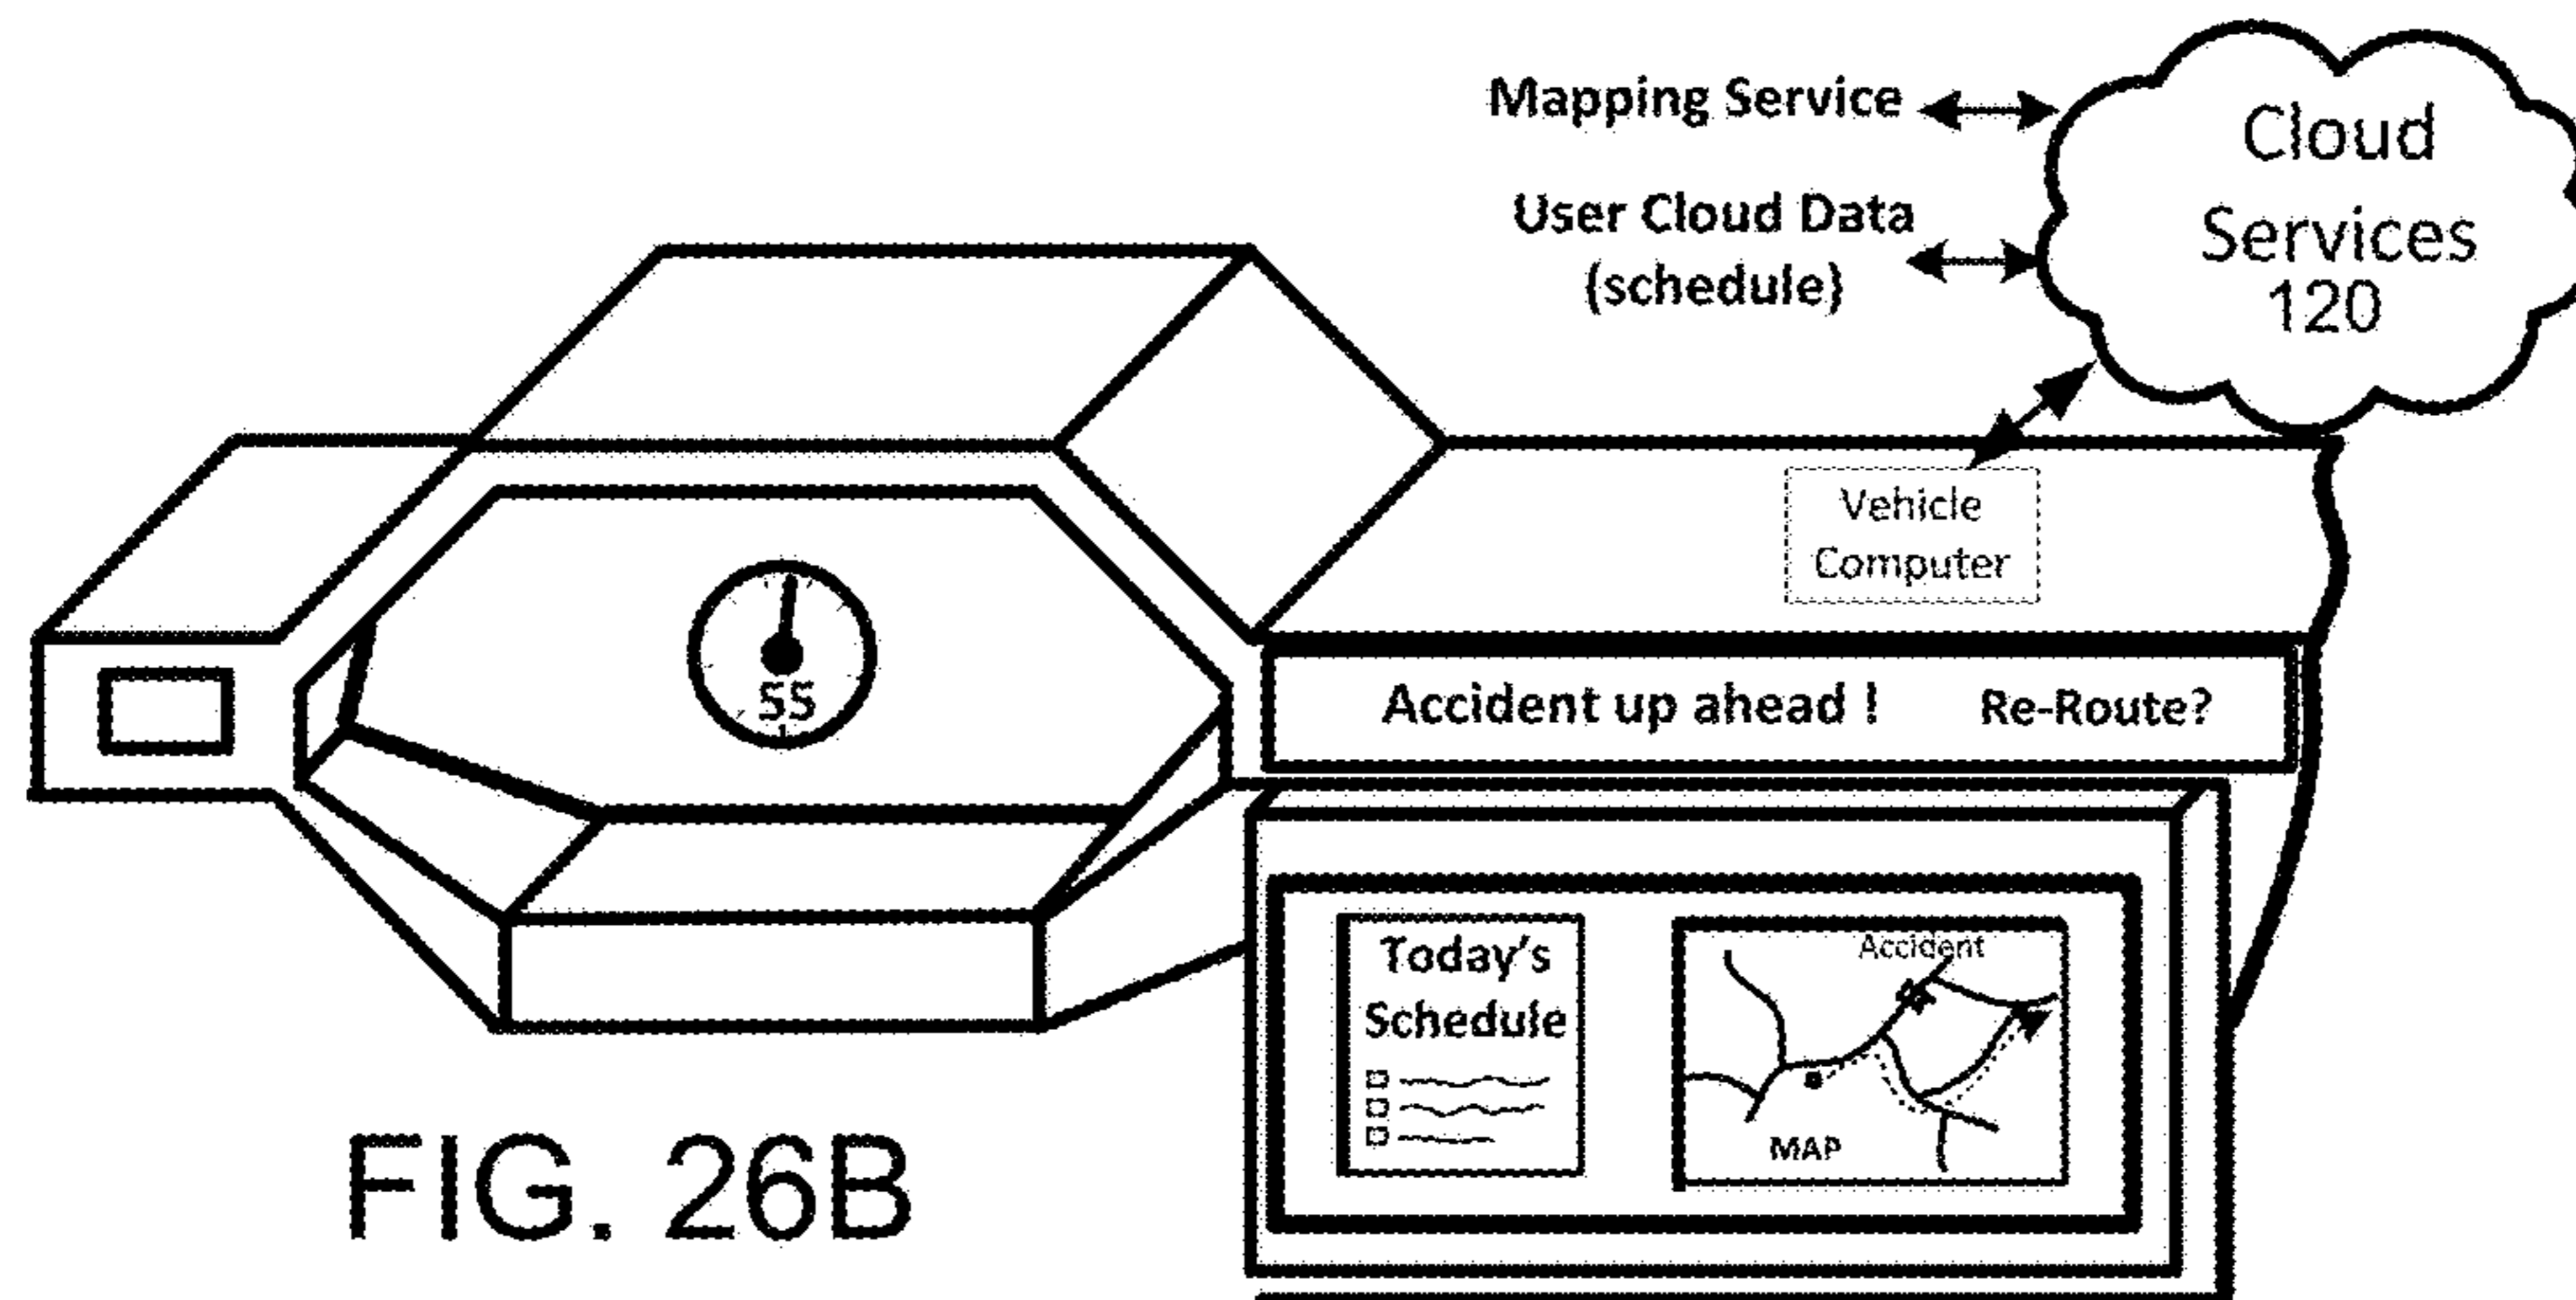 Mapping Service
User Cloud Data
(schedule)
Cloud
Services
120
Vehicle
Computer
55
Accident up ahead !
Re-Route?
Today's
Schedule
Accident
MAP
FIG. 26B